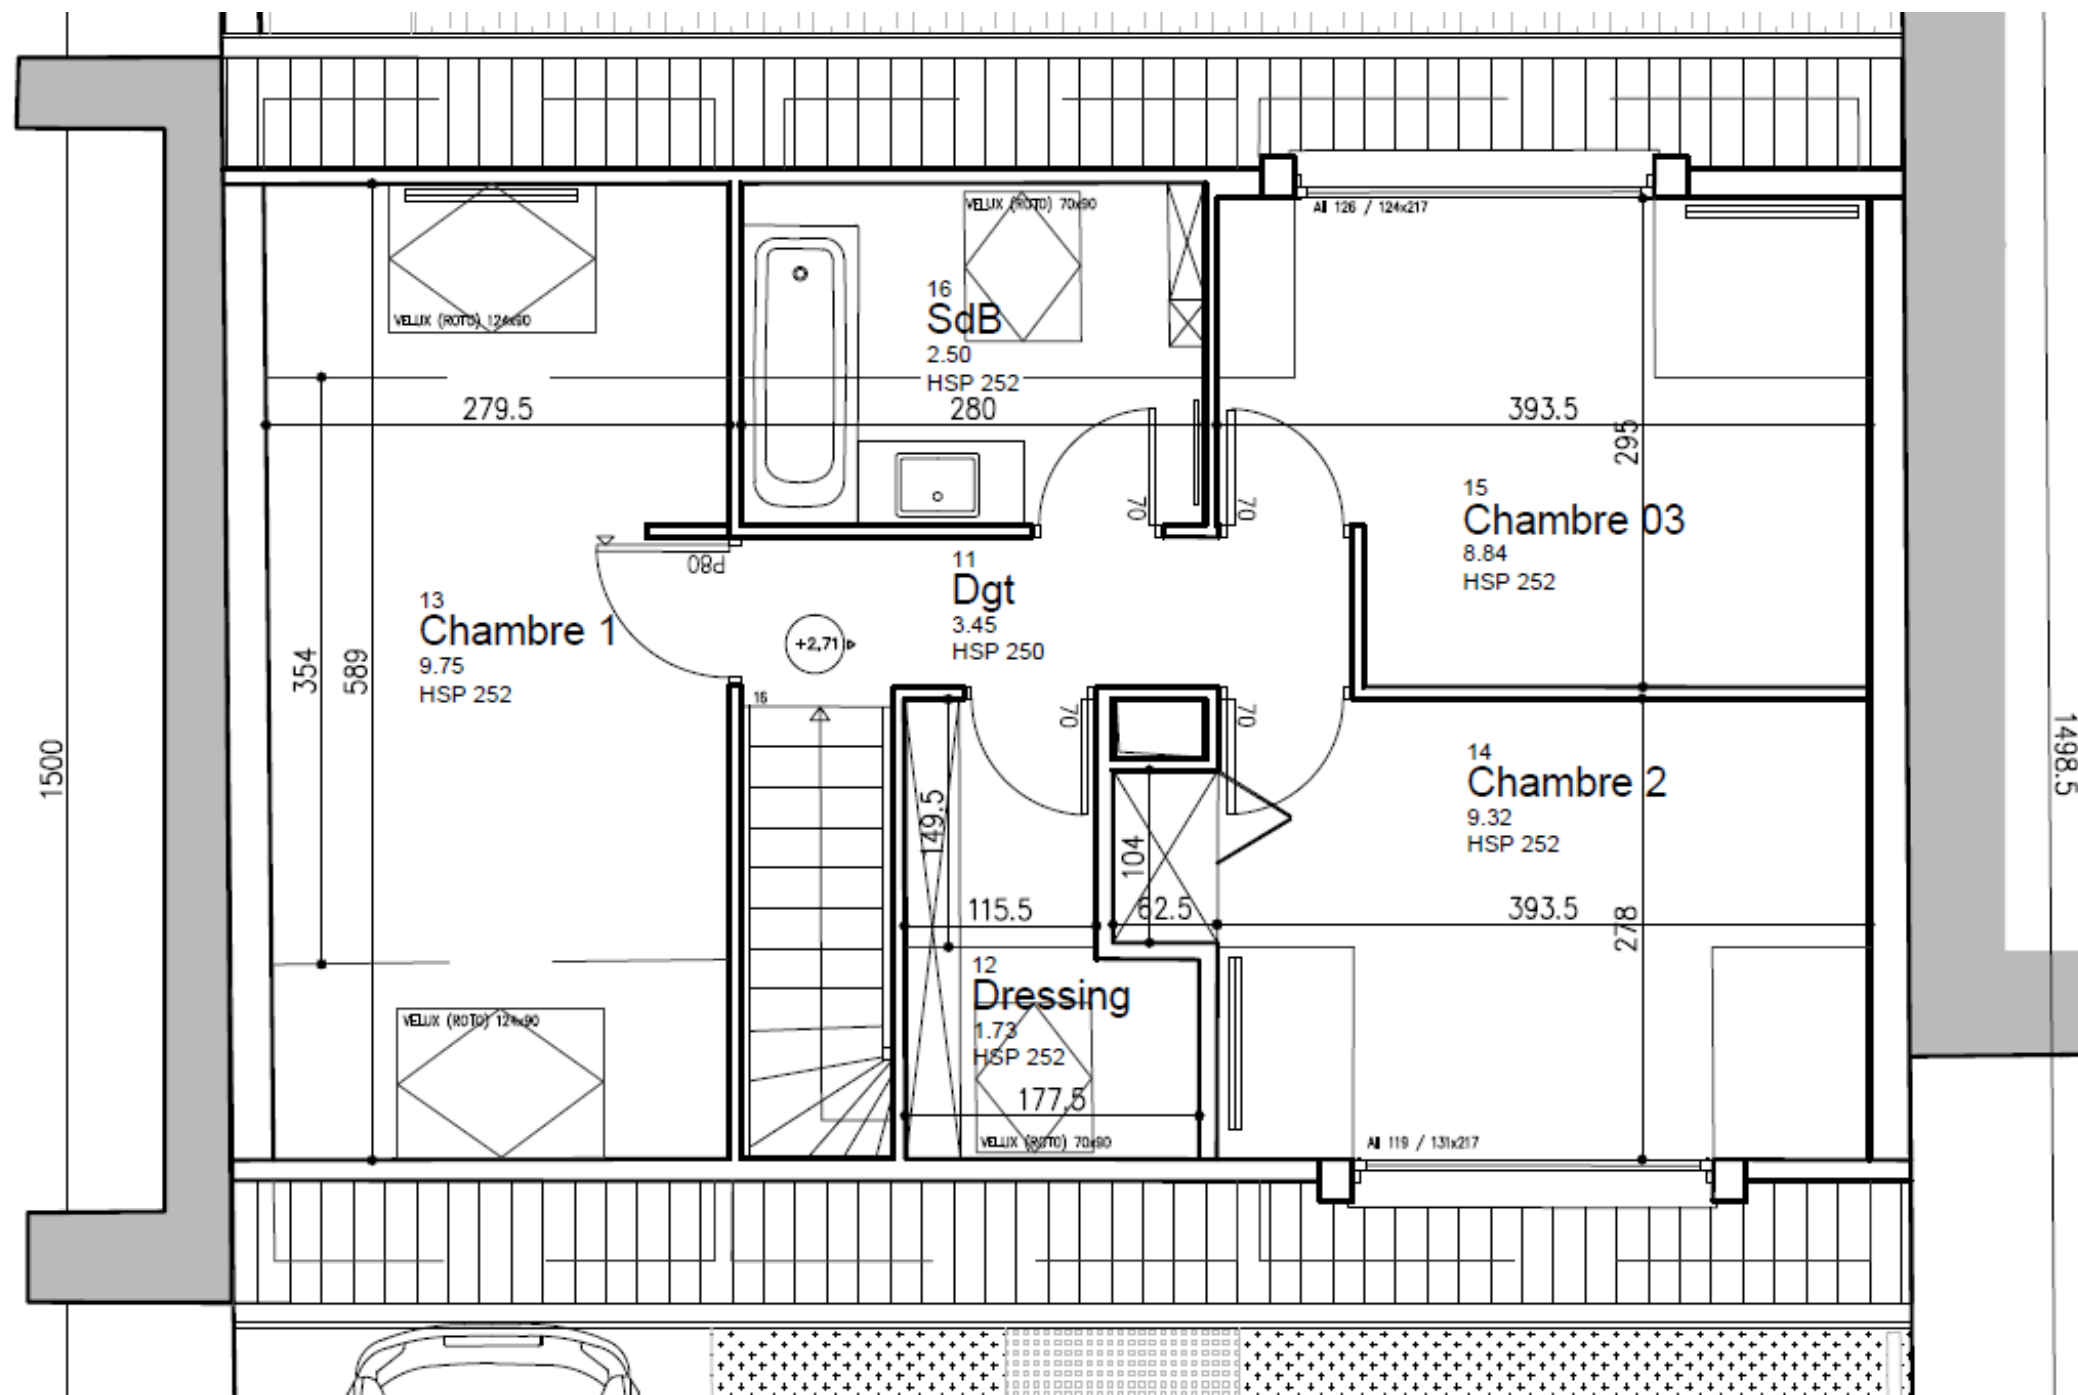 VELUX (ROTO) 124x90
VELUX (ROTO) 70x90
All 126 / 124x217
16
SdB
2.50
HSP 252
279.5
280
393.5
295
70
70
15
Chambre 03
8.84
HSP 252
P80
11
Dgt
3.45
HSP 250
13
Chambre 1
9.75
HSP 252
+2,71
354
589
16
70
70
14
Chambre 2
9.32
HSP 252
1500
1498.5
149.5
104
115.5
62.5
393.5
278
12
Dressing
1.73
HSP 252
VELUX (ROTO) 124x90
177,5
VELUX (ROTO) 70x90
All 119 / 131x217